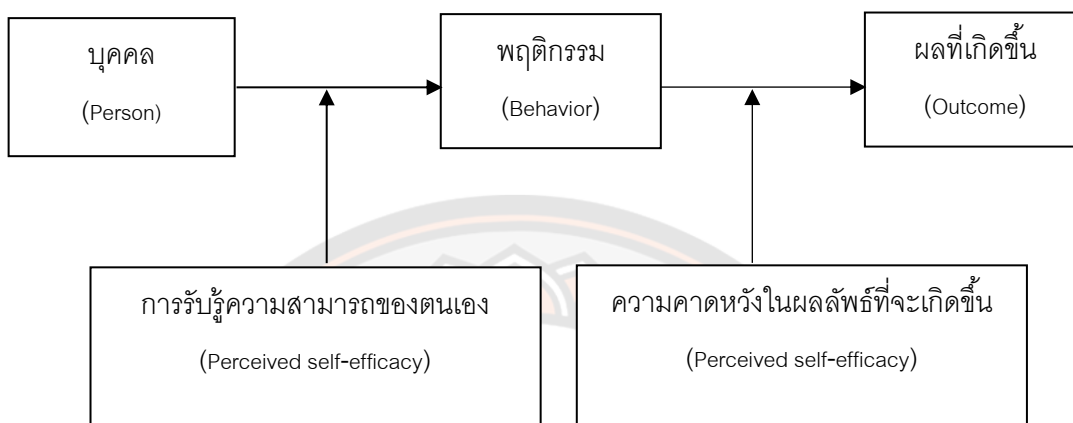 บุคคล
(Person)
พฤติกรรม
(Behavior)
ผลที่เกิดขึ้น
(Outcome)
การรับรู้ความสามารถของตนเอง
(Perceived self-efficacy)
ความคาดหวังในผลลัพธ์ที่จะเกิดขึ้น
(Perceived self-efficacy)